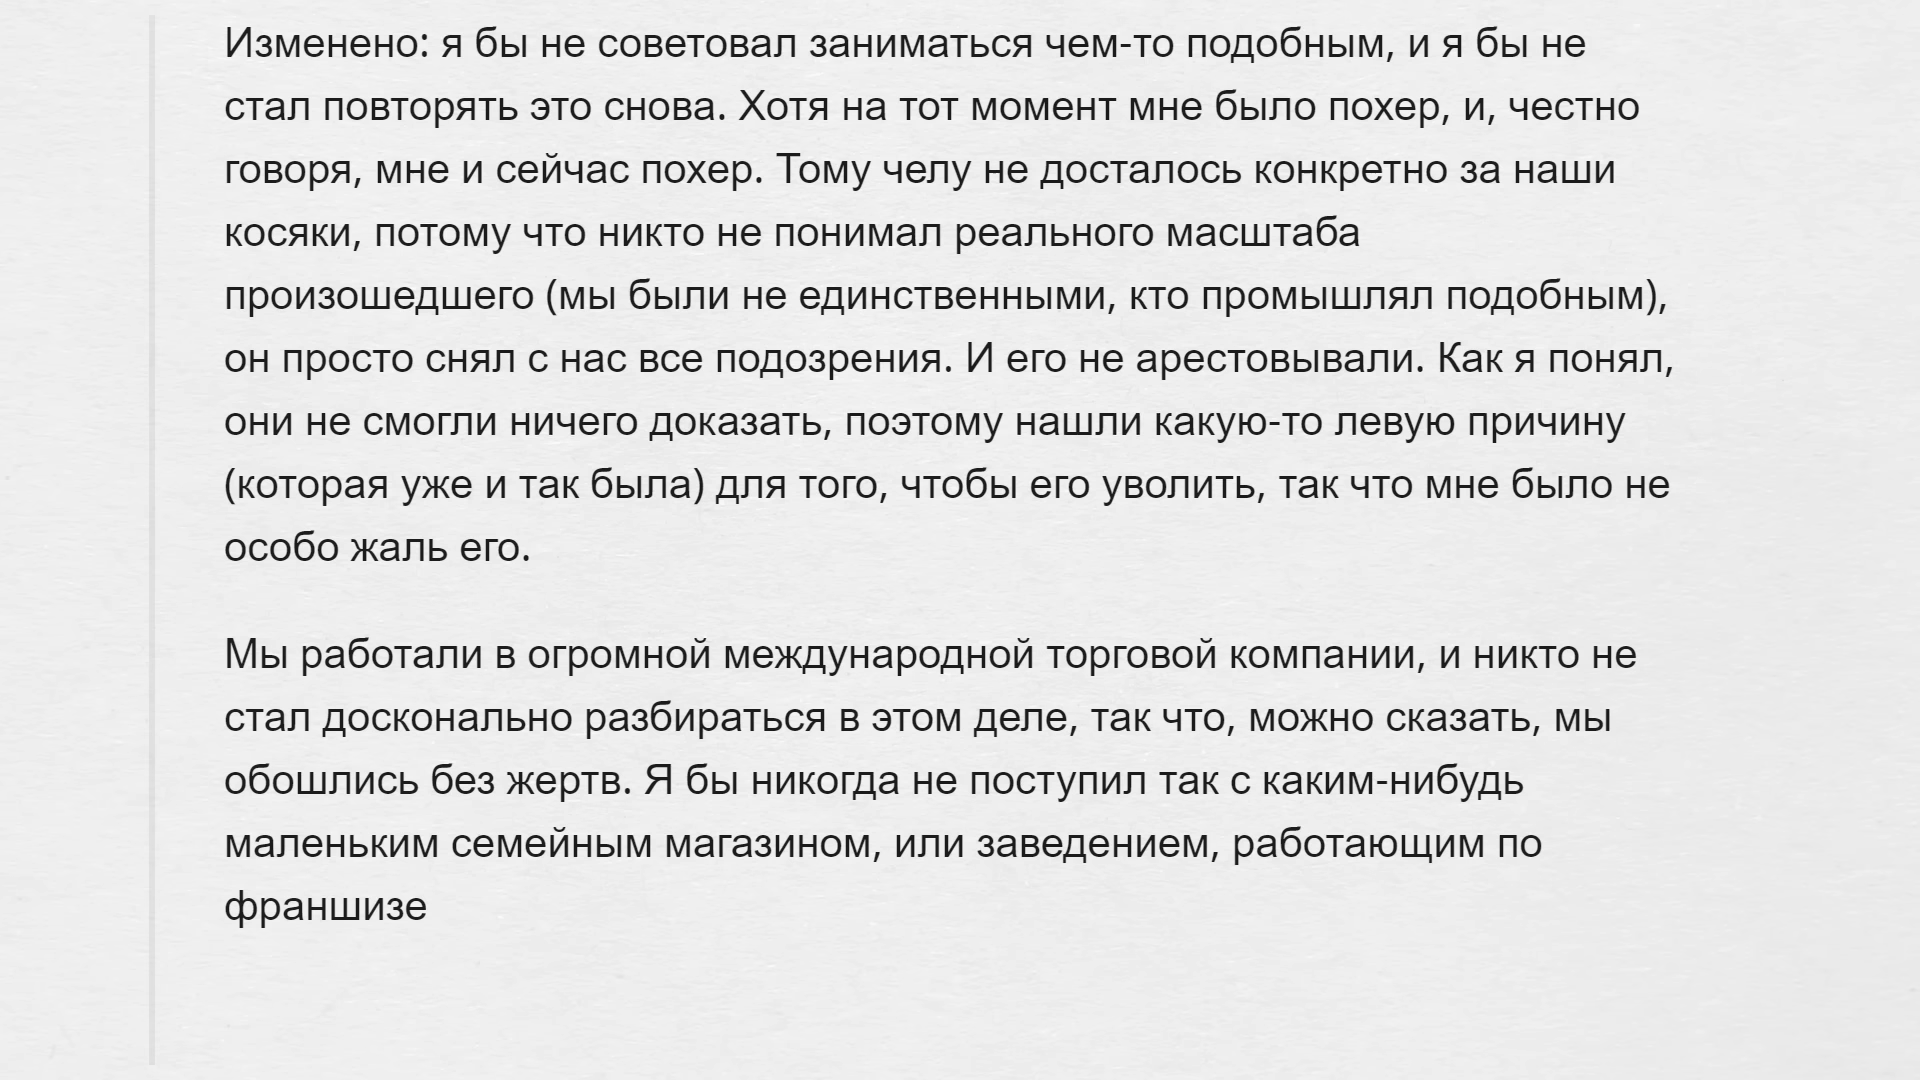 Изменено: я бы не советовал заниматься чем-то подобным, и я бы не
стал повторять это снова. Хотя на тот момент мне было похер, и, честно
говоря, мне и сейчас похер. Тому челу не досталось конкретно за наши
косяки, потому что никто не понимал реального масштаба
произошедшего (мы были не единственными, кто промышлял подобным),
он просто снял с нас все подозрения. И его не арестовывали. Как я понял,
они не смогли ничего доказать, поэтому нашли какую-то левую причину
(которая уже и так была) для того, чтобы его уволить, так что мне было не
особо жаль его.
Мы работали в огромной международной торговой компании, и никто не
стал досконально разбираться в этом деле, так что, можно сказать, мы
обошлись без жертв. Я бы никогда не поступил так с каким-нибудь
маленьким семейным магазином, или заведением, работающим по
франшизе